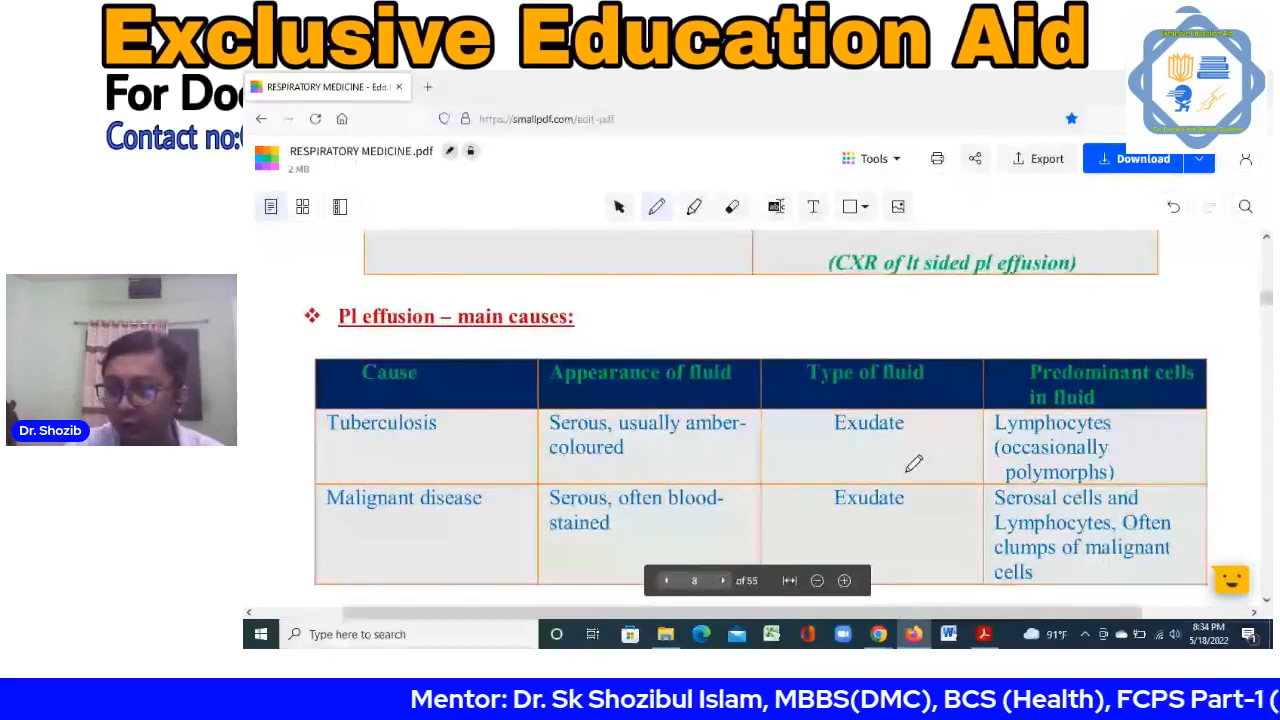 Exclusive Education Aid
For Doc
Contact no:
RESPIRATORY MEDICINE - Edit
https://smallpdf.com/edit-pdf
RESPIRATORY MEDICINE.pdf
2 MB
Tools
Export
Download
(CXR of lt sided pl effusion)
❖ Pl effusion – main causes:
Cause
Appearance of fluid
Type of fluid
Predominant cells in fluid
Tuberculosis
Serous, usually amber-
coloured
Exudate
Lymphocytes
(occasionally
polymorphs)
Malignant disease
Serous, often blood-
stained
Exudate
Serosal cells and
Lymphocytes, Often
clumps of malignant
cells
8 of 55
Dr. Shozib
Type here to search
91°F
8:34 PM
5/18/2022
Mentor: Dr. Sk Shozibul Islam, MBBS(DMC), BCS (Health), FCPS Part-1 (
Exclusive Education Aid